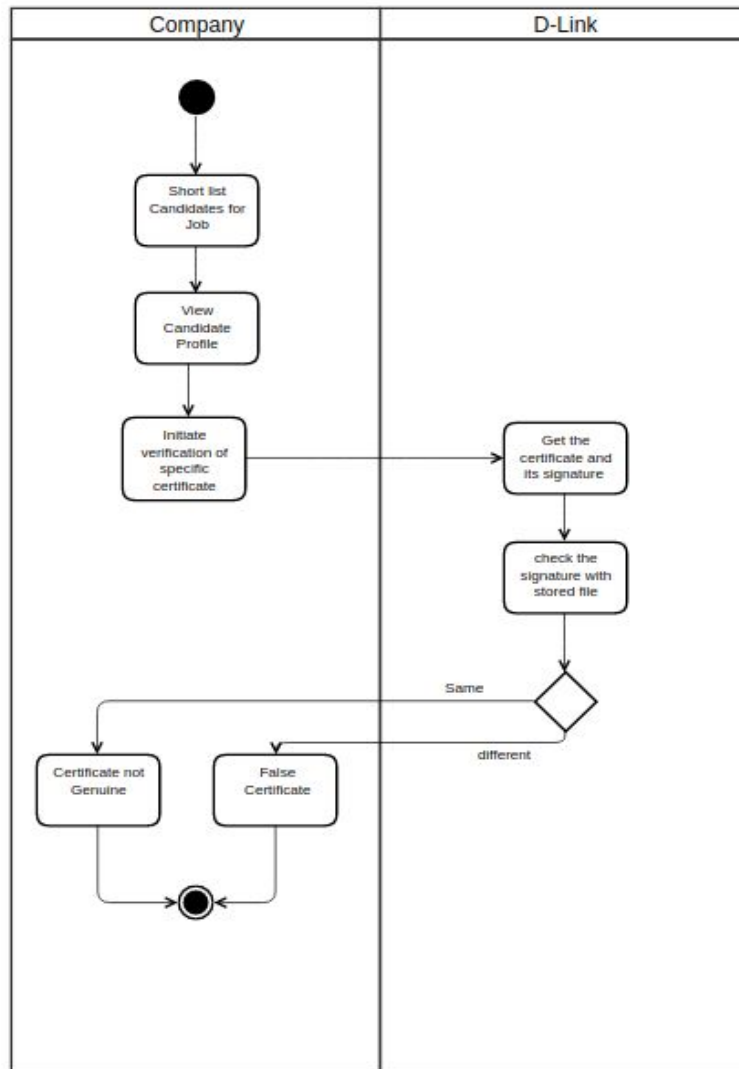 Company
D-Link
Short list
Candidates for
Job
View
Candidate
Profile
Initiate
verification of
specific
certificate
Get the
certificate and
its signature
check the
signature with
stored file
Same
different
Certificate not
Genuine
False
Certificate